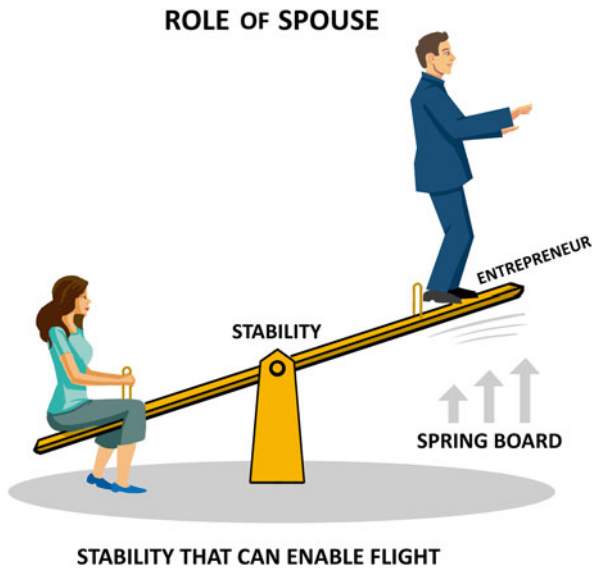 ROLE OF SPOUSE
ENTREPRENEUR
STABILITY
SPRING BOARD
STABILITY THAT CAN ENABLE FLIGHT